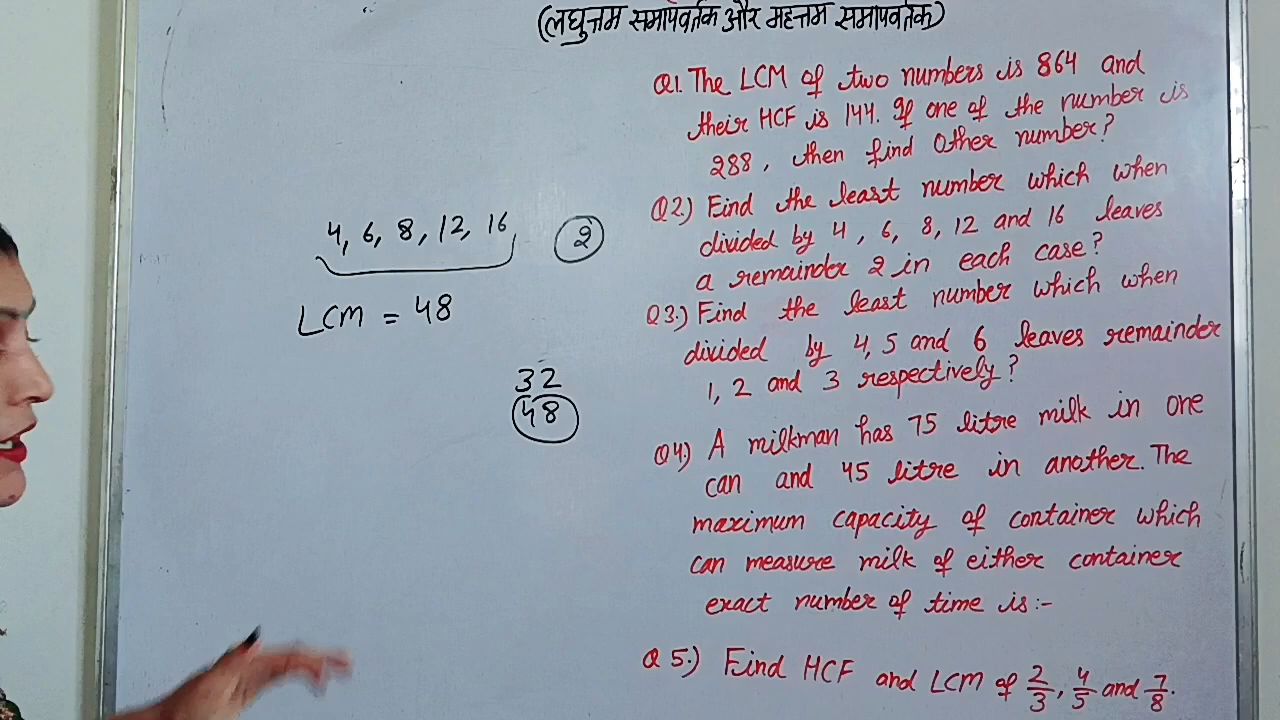 (लघुत्तम समापवर्तक और महत्तम समापवर्तक)
Q1. The LCM of two numbers is 864 and
their HCF is 144. If one of the number is
288, then find Other number?
Q2.) Find the least number which when
divided by 4, 6, 8, 12 and 16 leaves
a remainder 2 in each case?
Q3.) Find the least number which when
divided by 4, 5 and 6 leaves remainder
1, 2 and 3 respectively?
Q4.) A milkman has 75 litre milk in one
can and 45 litre in another. The
maximum capacity of container which
can measure milk of either container
exact number of time is:-
Q 5.) Find HCF and LCM of 2/3, 4/5 and 7/8.
4, 6, 8, 12, 16 2
LCM = 48
32
48